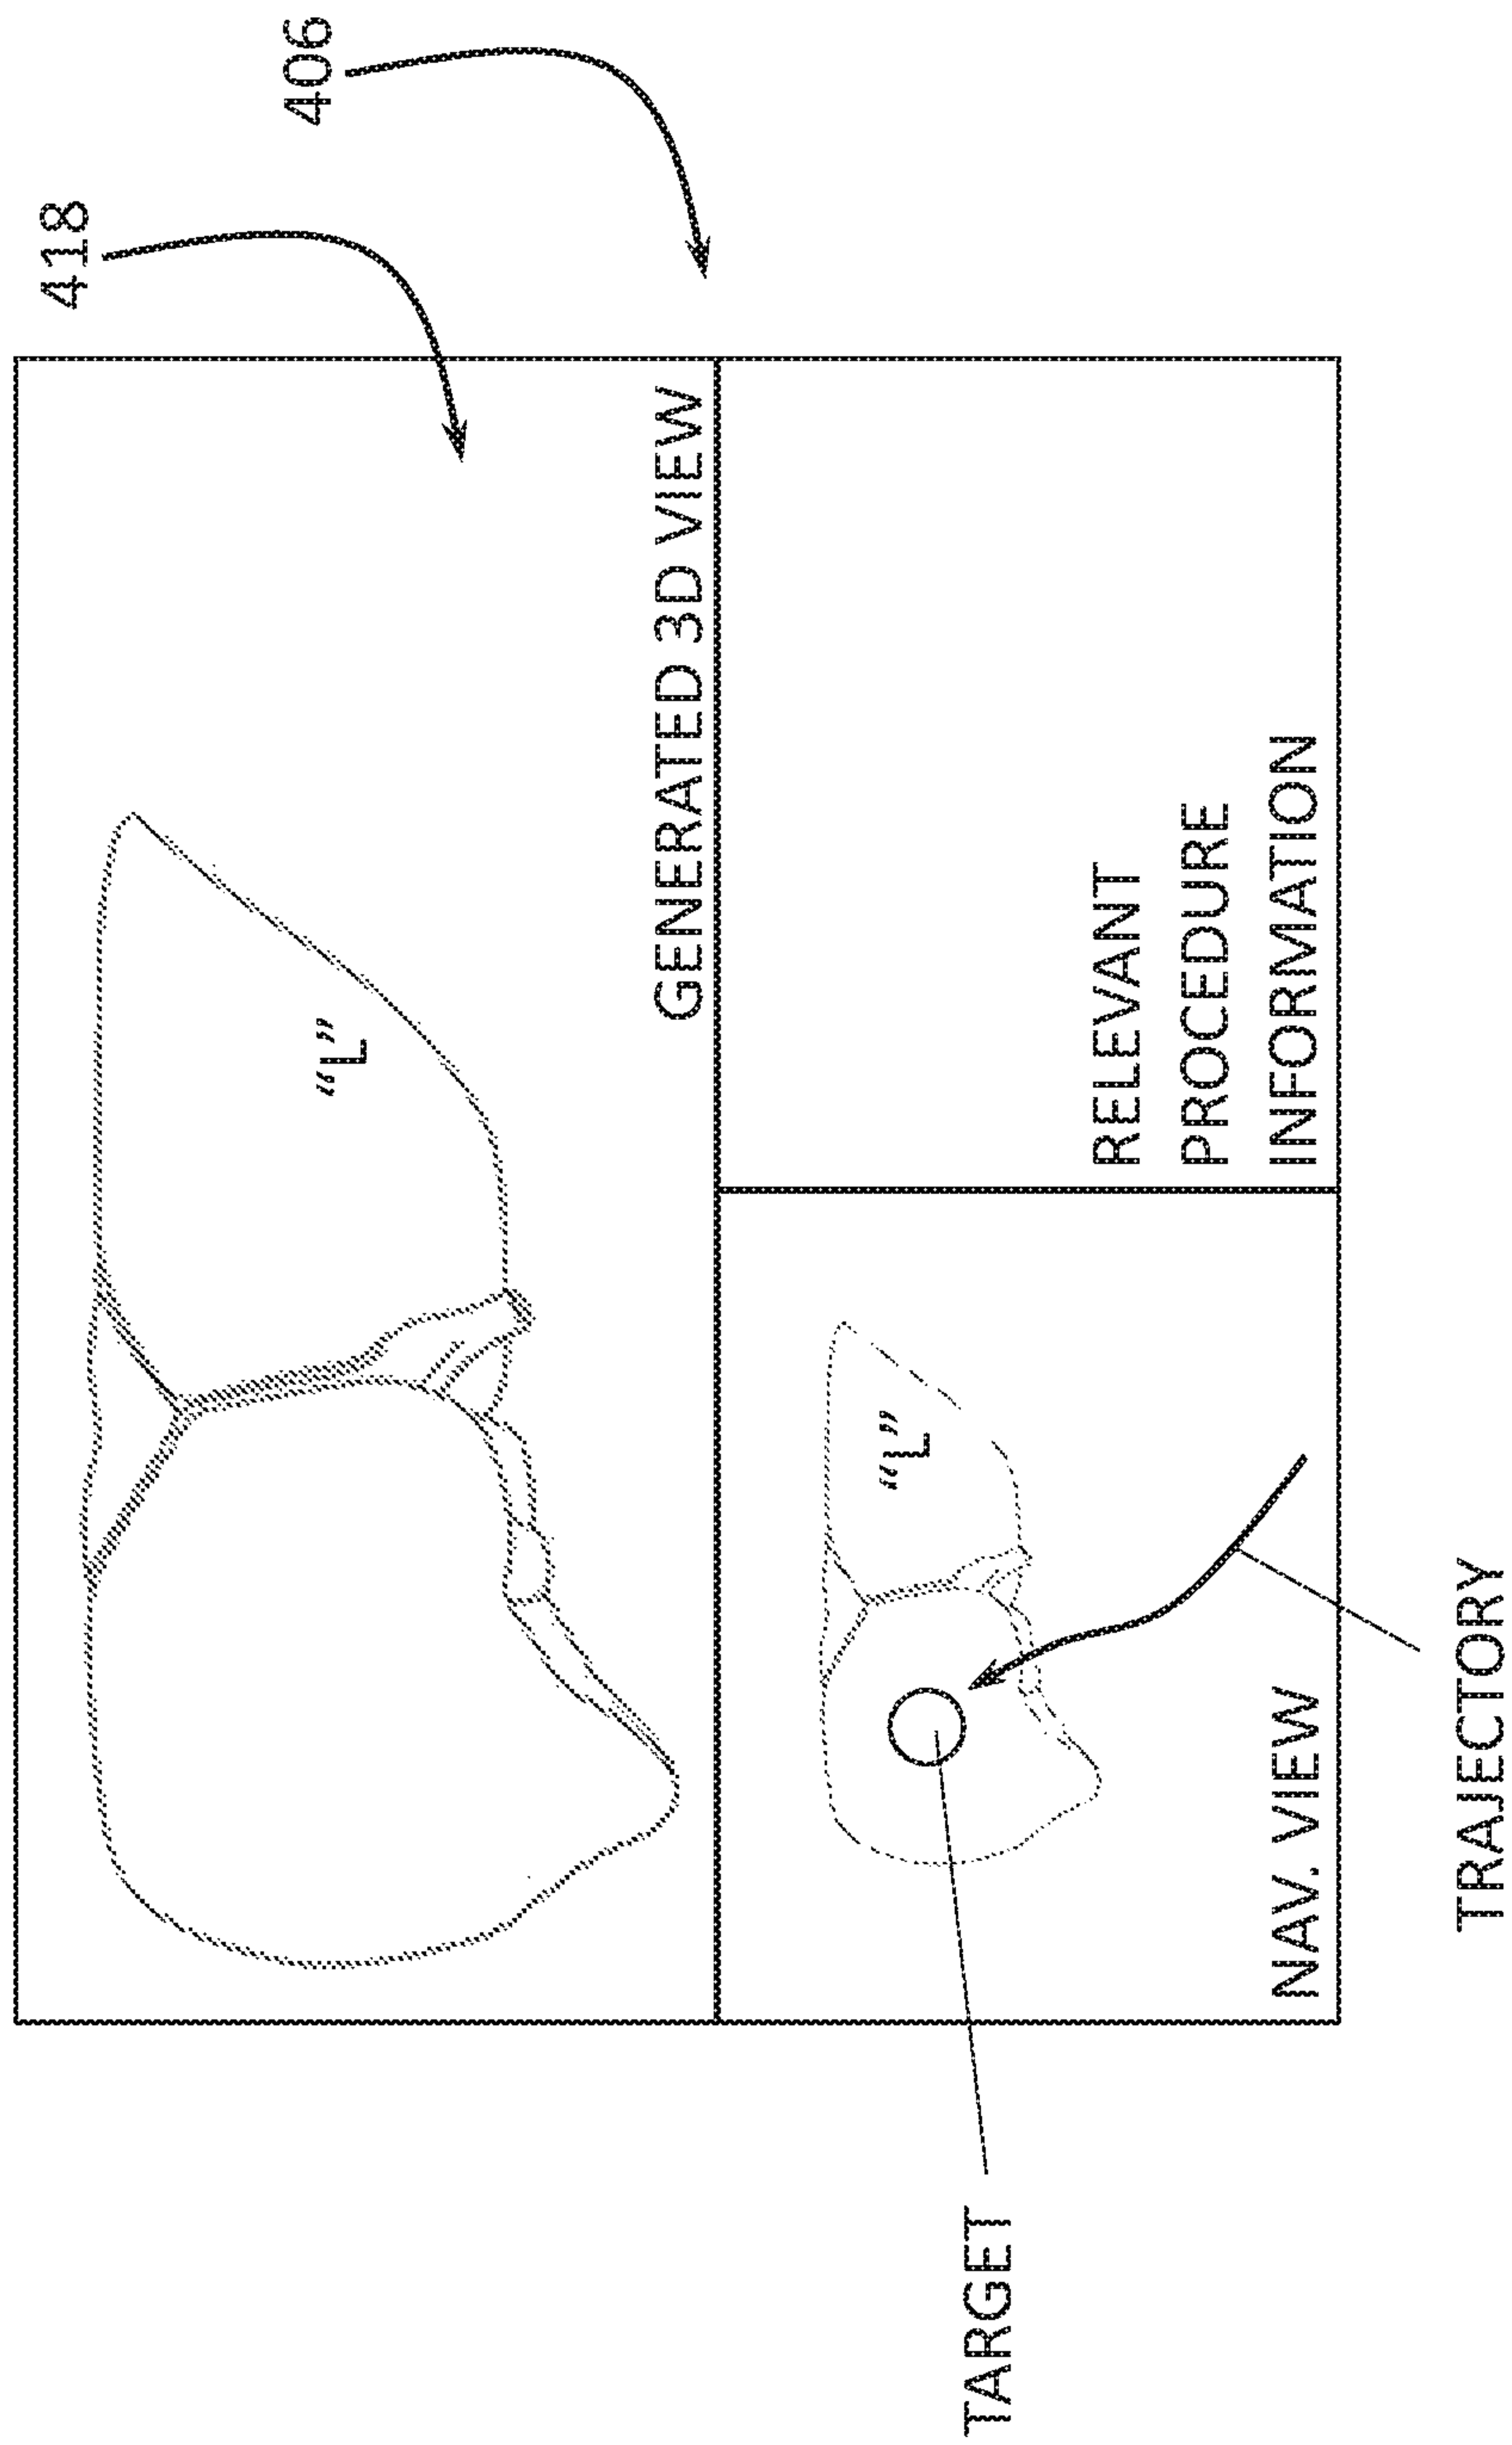 418
406
“L”
GENERATED 3D VIEW
“L”
NAV. VIEW
RELEVANT
PROCEDURE
INFORMATION
TARGET
TRAJECTORY